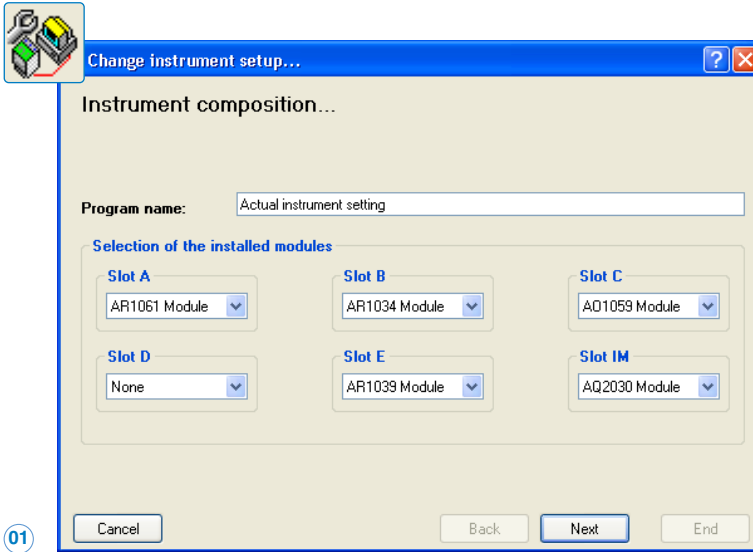 Change instrument setup...
Instrument composition...
Program name: Actual instrument setting
Selection of the installed modules
Slot A Slot B Slot C
AR1061 Module AR1034 Module AO1059 Module
Slot D Slot E Slot IM
None AR1039 Module AQ2030 Module
Cancel Back Next End
01